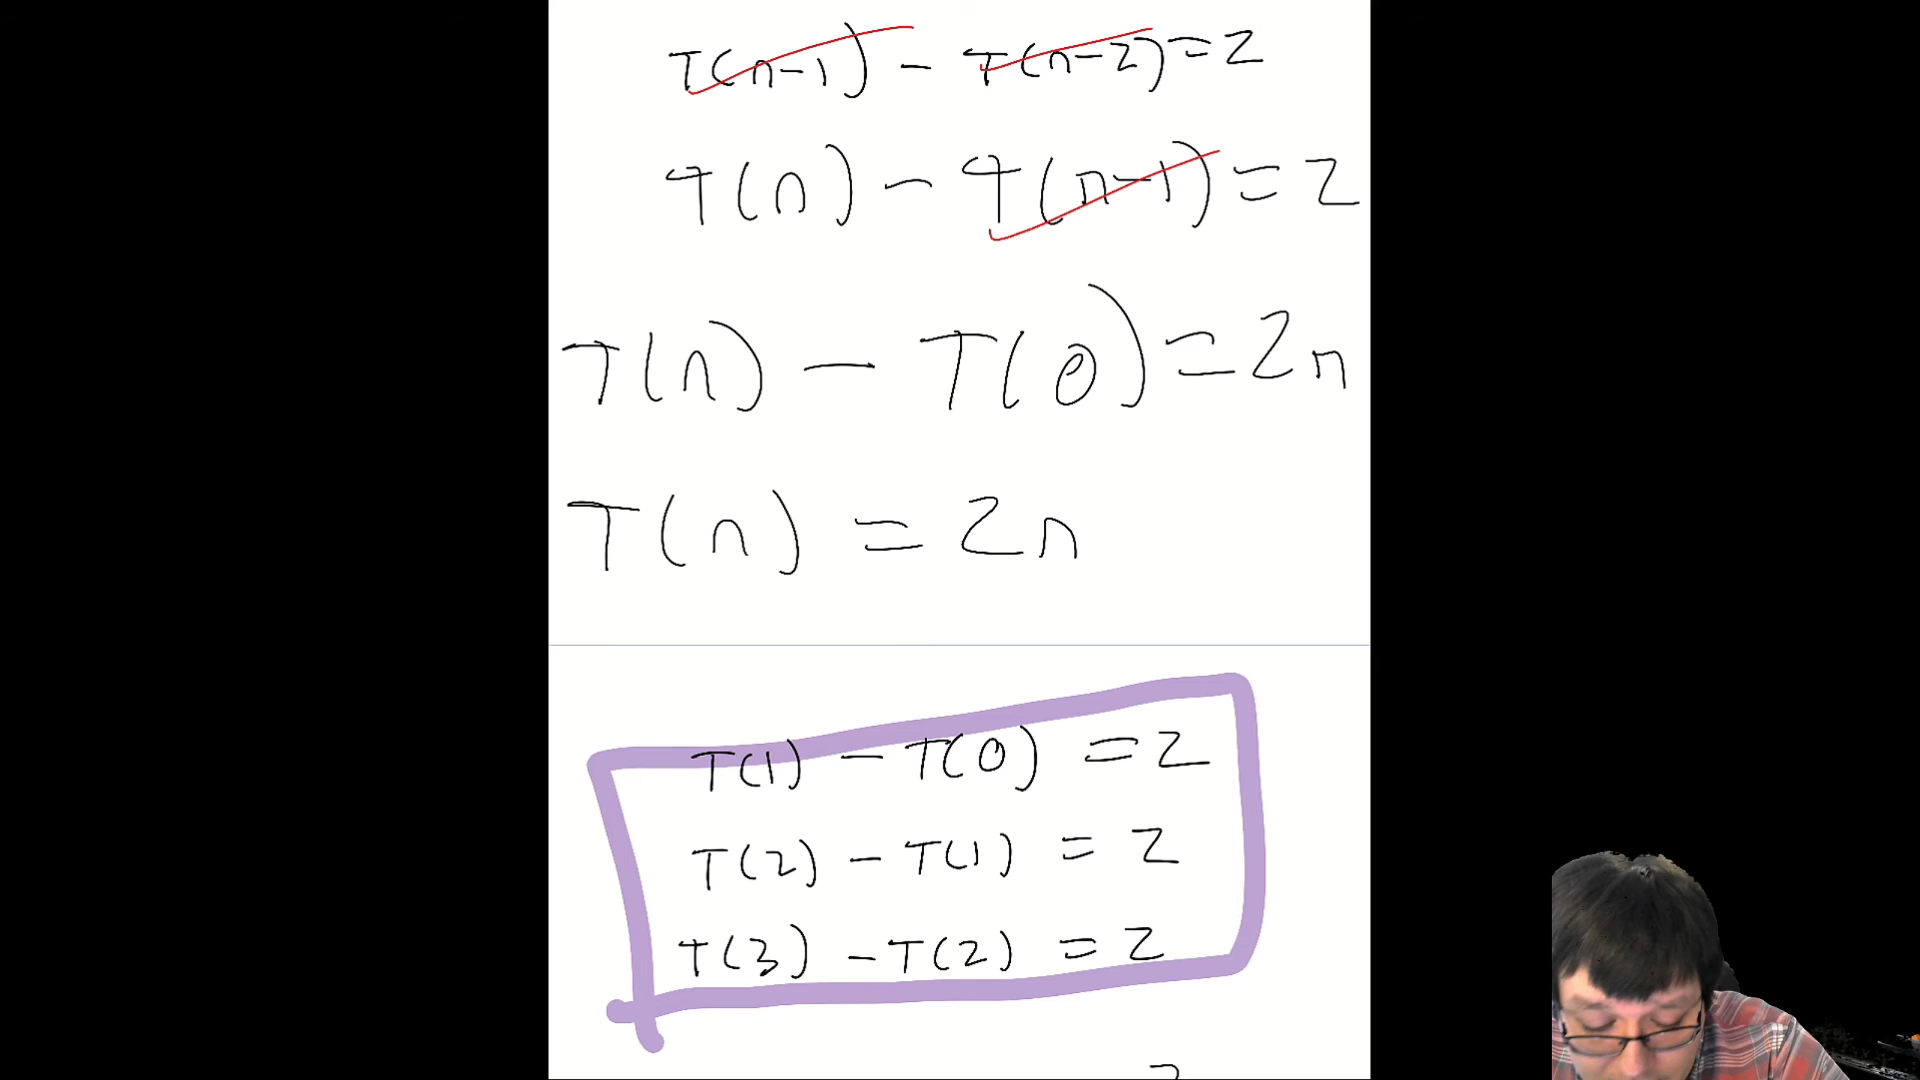 T(n-1) - T(n-2) = 2
T(n) - T(n-1) = 2
T(n) - T(0) = 2n
T(n) = 2n
T(1) - T(0) = 2
T(2) - T(1) = 2
T(3) - T(2) = 2